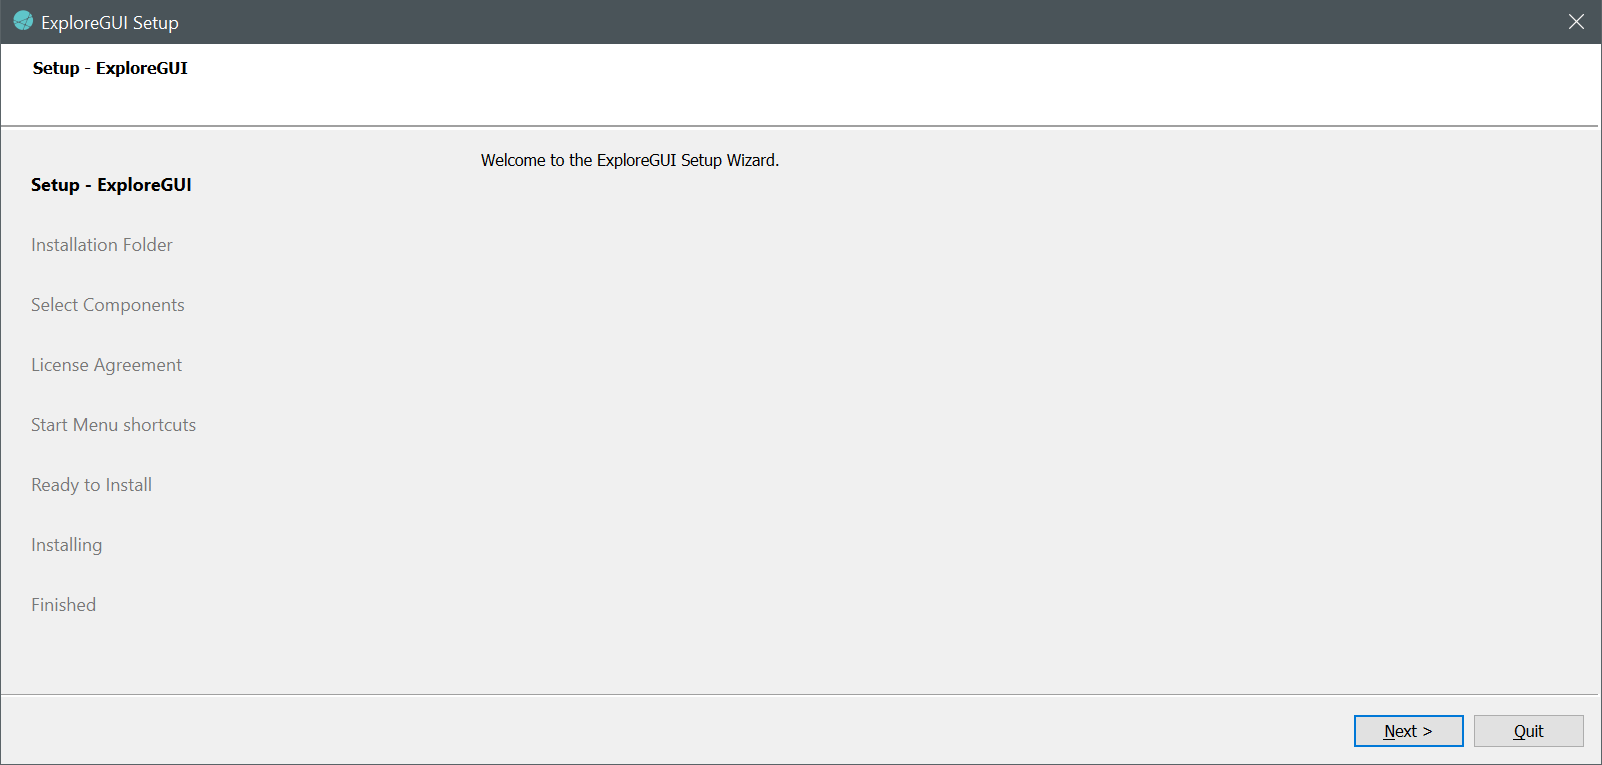 ExploreGUI Setup
Setup - ExploreGUI
Welcome to the ExploreGUI Setup Wizard.
Setup - ExploreGUI
Installation Folder
Select Components
License Agreement
Start Menu shortcuts
Ready to Install
Installing
Finished
Next >
Quit